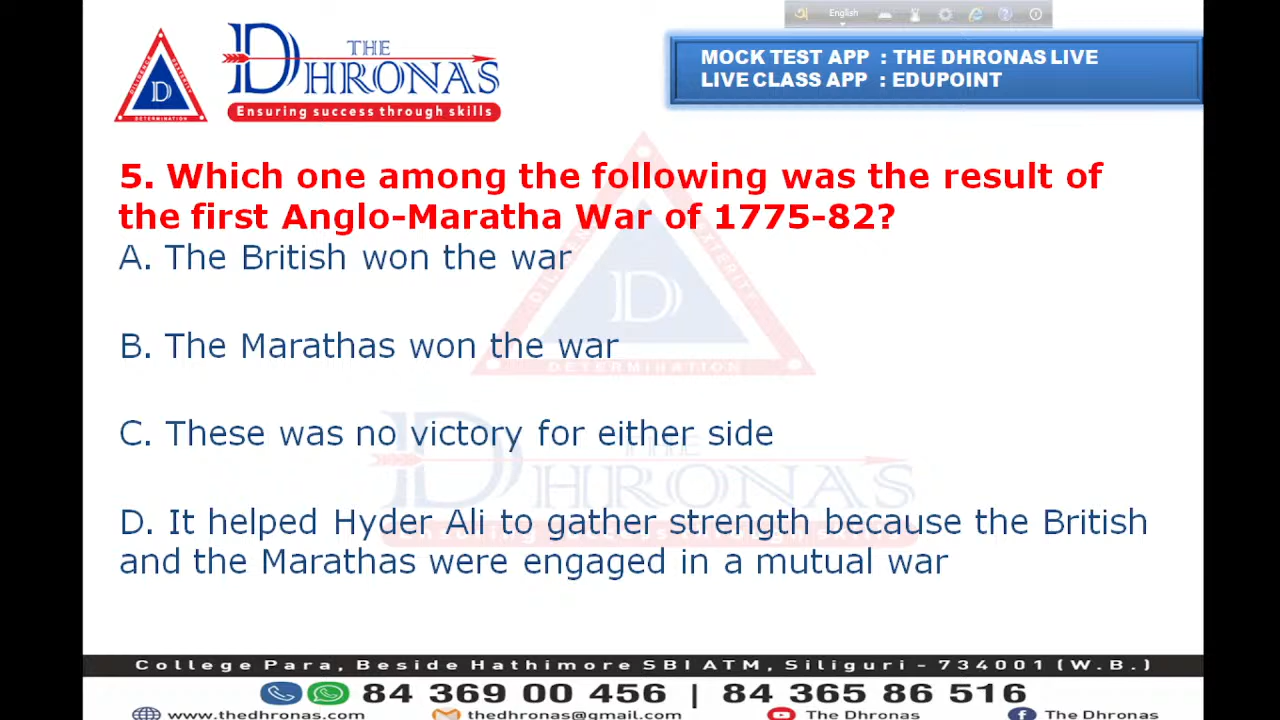 English
THE
DHRONAS
Ensuring success through skills
D
DETERMINATION
MOCK TEST APP : THE DHRONAS LIVE
LIVE CLASS APP : EDUPOINT
5. Which one among the following was the result of
the first Anglo-Maratha War of 1775-82?
A. The British won the war
B. The Marathas won the war
C. These was no victory for either side
D. It helped Hyder Ali to gather strength because the British
and the Marathas were engaged in a mutual war
D
DETERMINATION
DHRONAS
College Para, Beside Hathimore SBI ATM, Siliguri - 734001 (W.B.)
84 369 00 456 | 84 365 86 516
www.thedhronas.com thedhronas@gmail.com The Dhronas The Dhronas